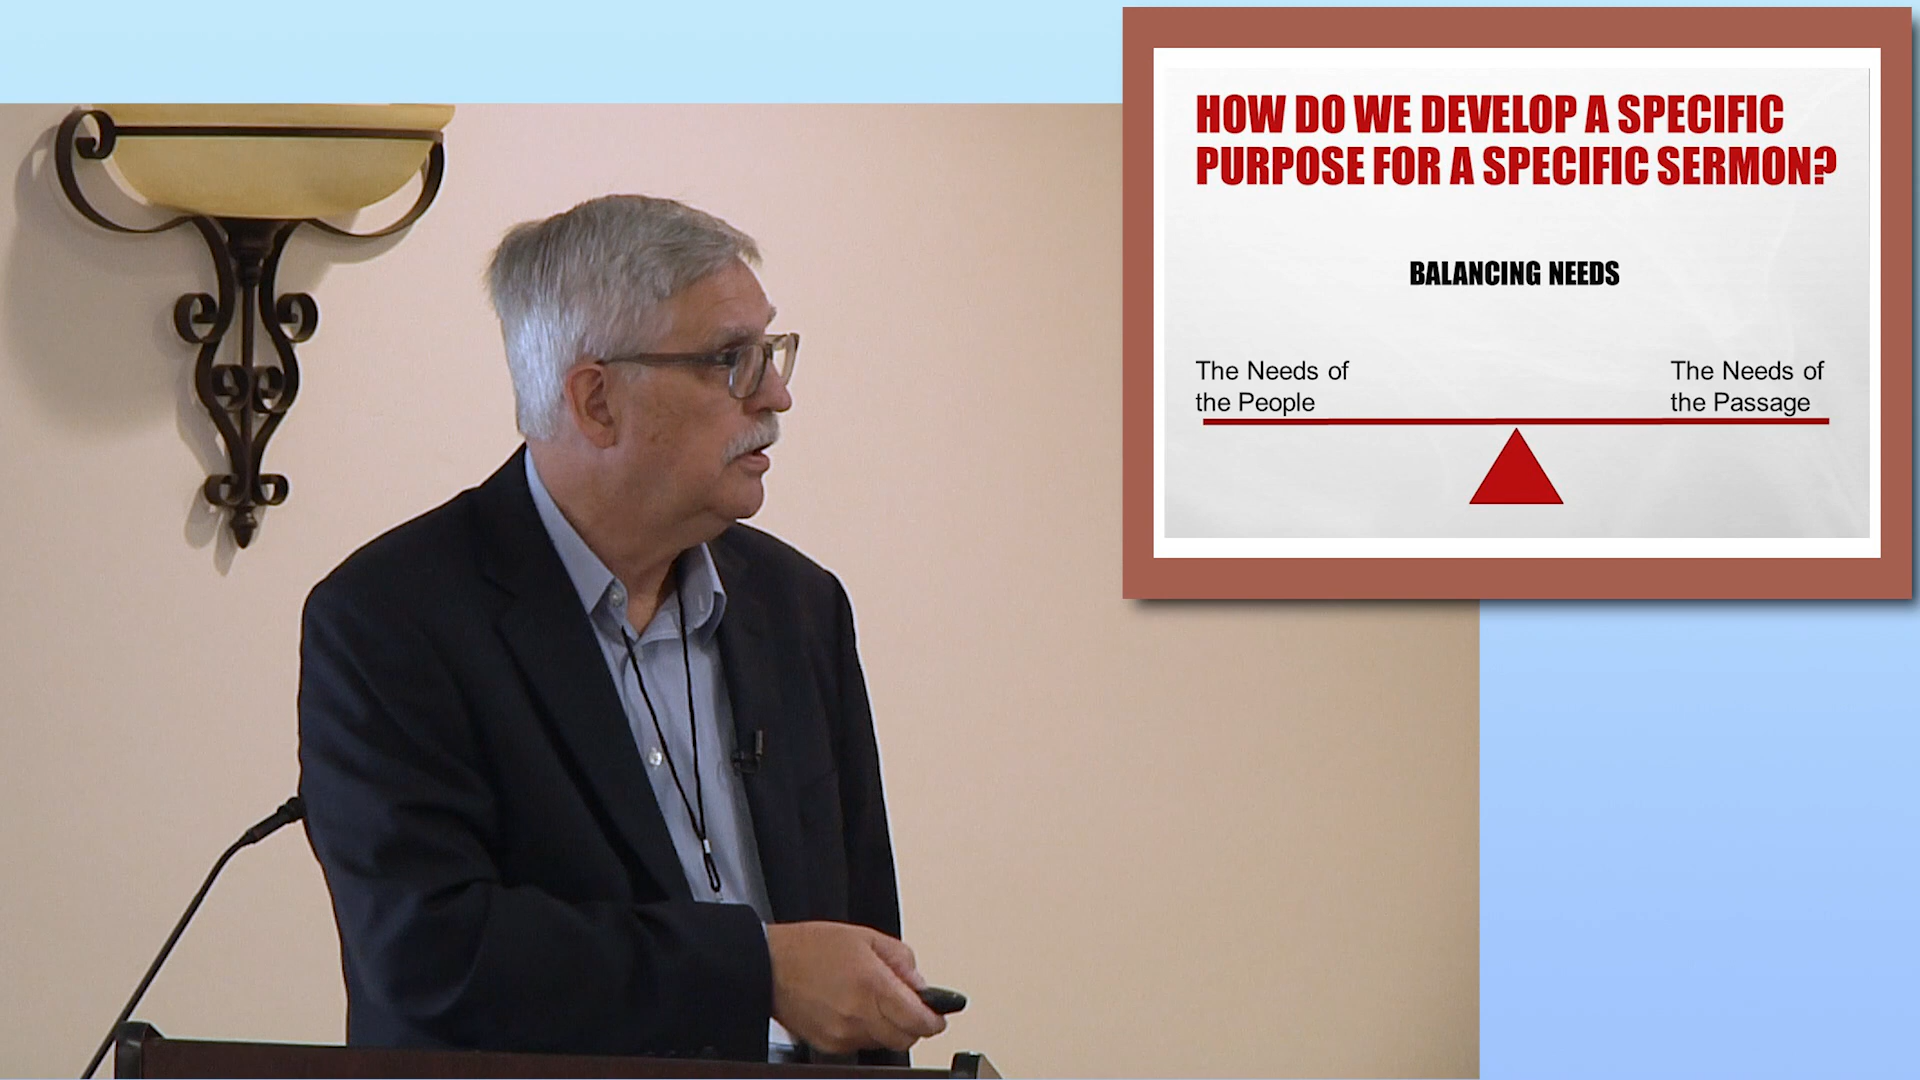 HOW DO WE DEVELOP A SPECIFIC
PURPOSE FOR A SPECIFIC SERMON?
BALANCING NEEDS
The Needs of
the People
The Needs of
the Passage